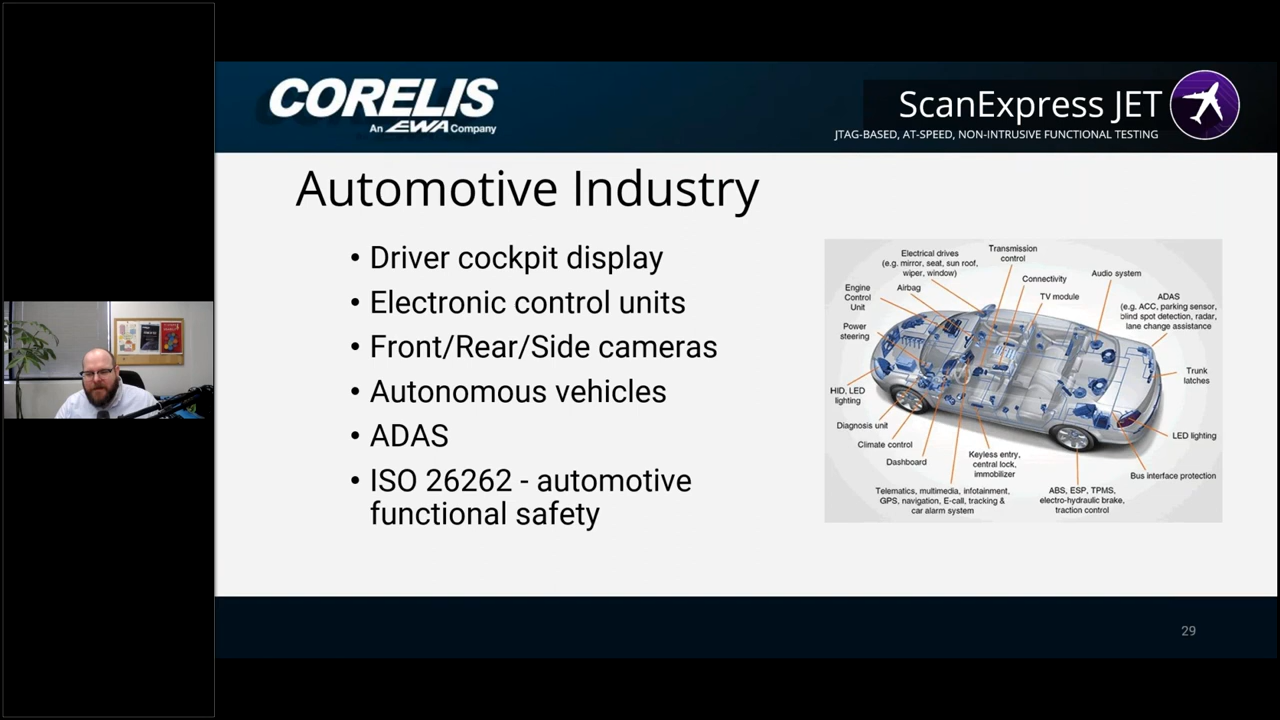 CORELIS
An EWA Company
ScanExpress JET
JTAG-BASED, AT-SPEED, NON-INTRUSIVE FUNCTIONAL TESTING
Automotive Industry
• Driver cockpit display
• Electronic control units
• Front/Rear/Side cameras
• Autonomous vehicles
• ADAS
• ISO 26262 - automotive
functional safety
Electrical drives
(e.g. mirror, seat, sun roof,
wiper, window)
Transmission
control
Engine
Control
Unit
Airbag
Connectivity
TV module
Audio system
ADAS
(e.g. ACC, parking sensor,
blind spot detection, radar,
lane change assistance)
Power
steering
Trunk
latches
HID, LED
lighting
Diagnosis unit
Climate control
Dashboard
Keyless entry,
central lock,
immobilizer
LED lighting
Bus interface protection
Telematics, multimedia, infotainment,
GPS, navigation, E-call, tracking &
car alarm system
ABS, ESP, TPMS,
electro-hydraulic brake,
traction control
29